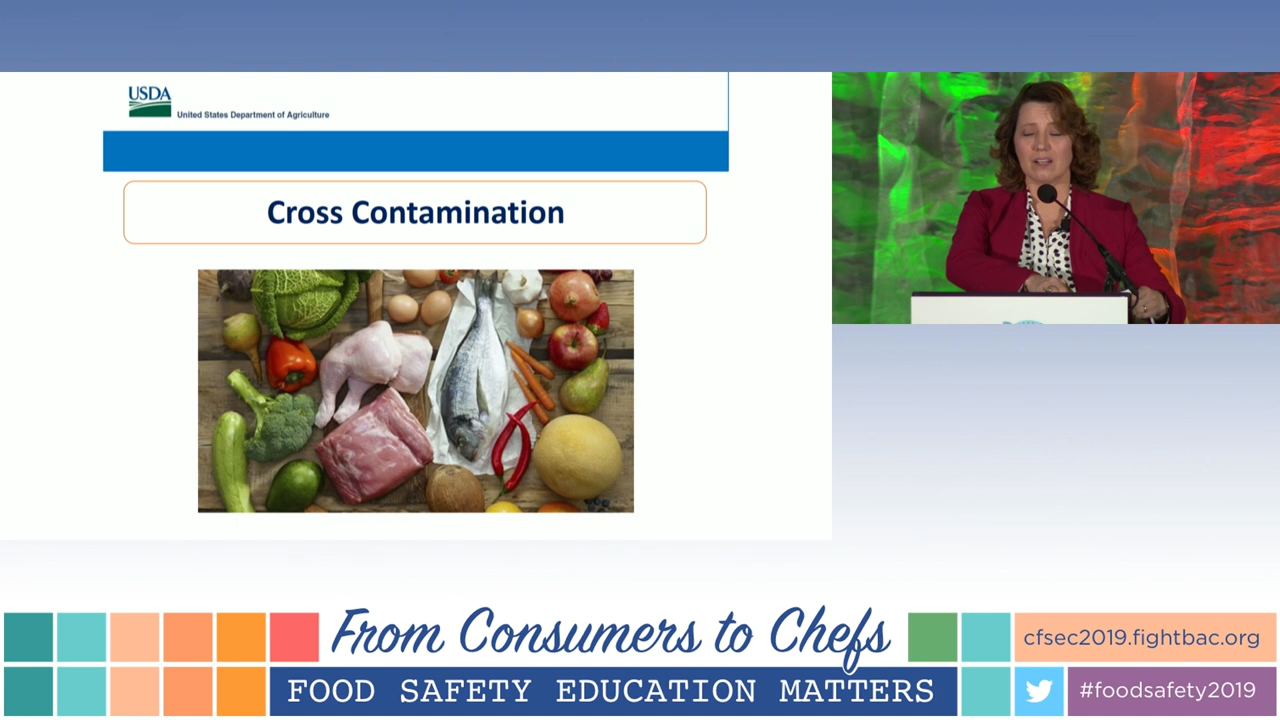 USDA
United States Department of Agriculture
Cross Contamination
From Consumers to Chefs
FOOD SAFETY EDUCATION MATTERS
cfsec2019.fightbac.org
#foodsafety2019